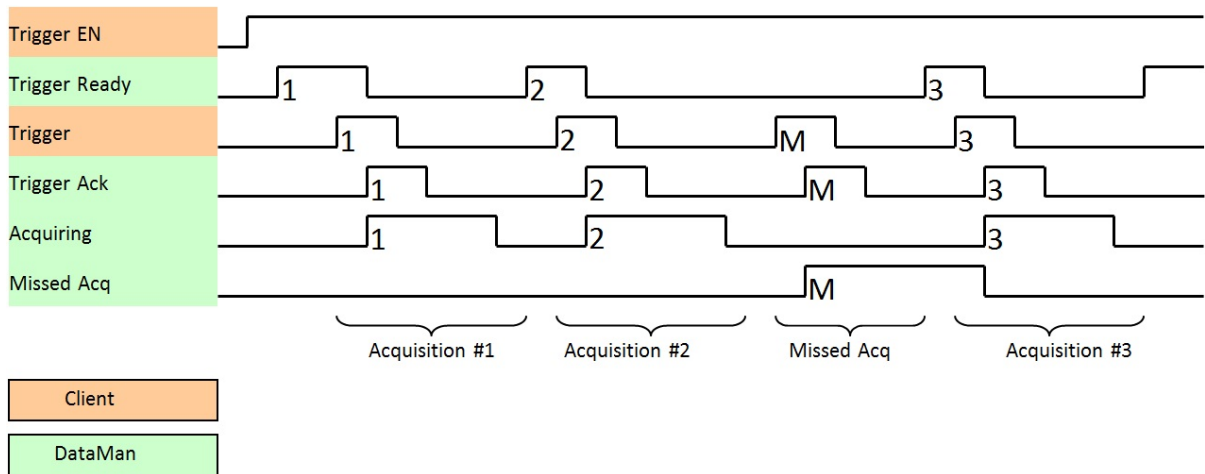 Trigger EN
Trigger Ready
1
2
3
Trigger
1
2
M
3
Trigger Ack
1
2
M
3
Acquiring
1
2
3
Missed Acq
M
Acquisition #1
Acquisition #2
Missed Acq
Acquisition #3
Client
DataMan